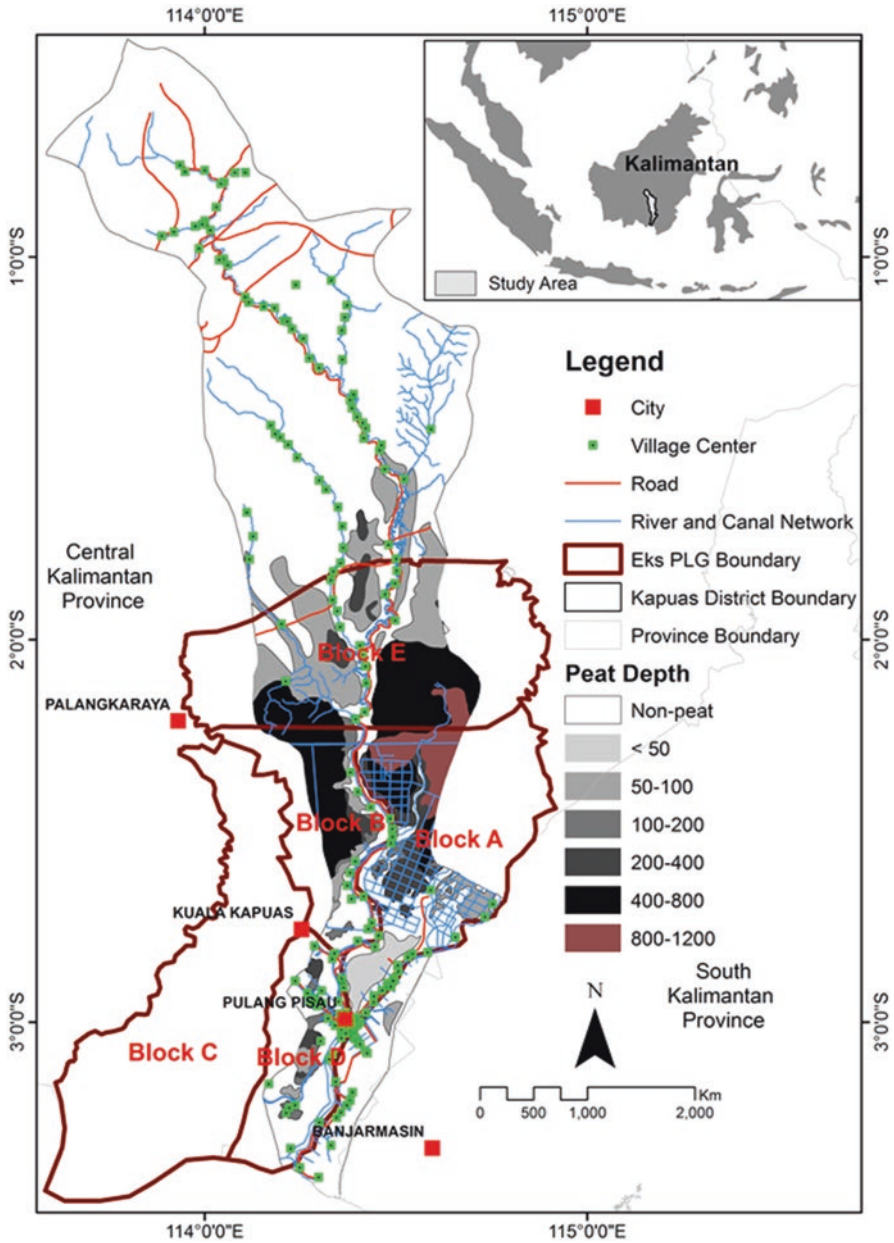 114°0'0"E
115°0'0"E
Kalimantan
Study Area
1°0'0"S
1°0'0"S
Legend
City
Village Center
Road
River and Canal Network
Eks PLG Boundary
Kapuas District Boundary
Province Boundary
Peat Depth
Non-peat
< 50
50-100
100-200
200-400
400-800
800-1200
Central
Kalimantan
Province
2°0'0"S
2°0'0"S
Block E
PALANGKARAYA
Block B
Block A
KUALA KAPUAS
South
Kalimantan
Province
PULANG PISAU
N
3°0'0"S
3°0'0"S
Block C
Block D
Km
0 500 1,000 2,000
BANJARMASIN
114°0'0"E
115°0'0"E